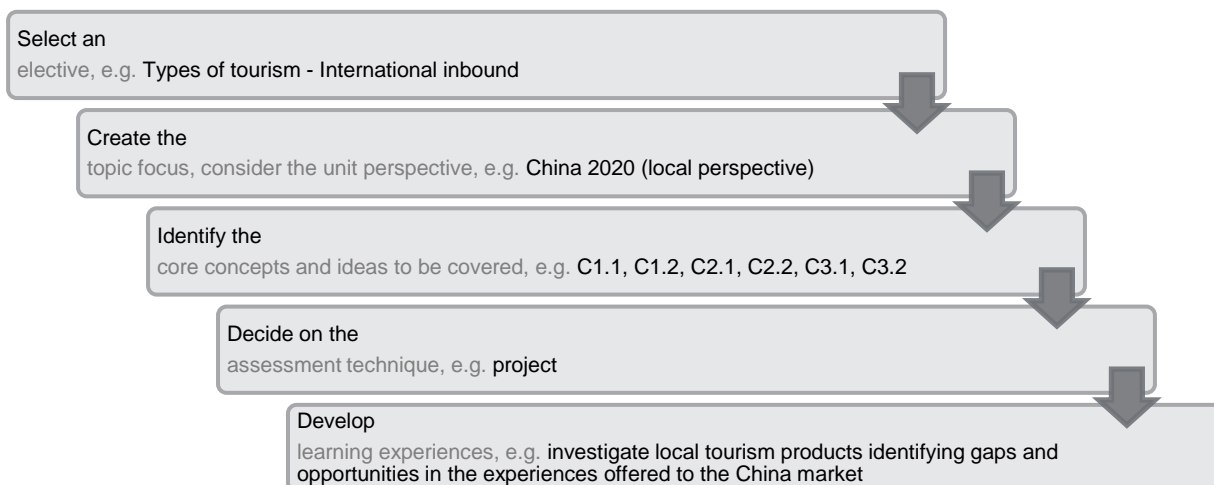 Select an
elective, e.g. Types of tourism - International inbound
Create the
topic focus, consider the unit perspective, e.g. China 2020 (local perspective)
Identify the
core concepts and ideas to be covered, e.g. C1.1, C1.2, C2.1, C2.2, C3.1, C3.2
Decide on the
assessment technique, e.g. project
Develop
learning experiences, e.g. investigate local tourism products identifying gaps and
opportunities in the experiences offered to the China market